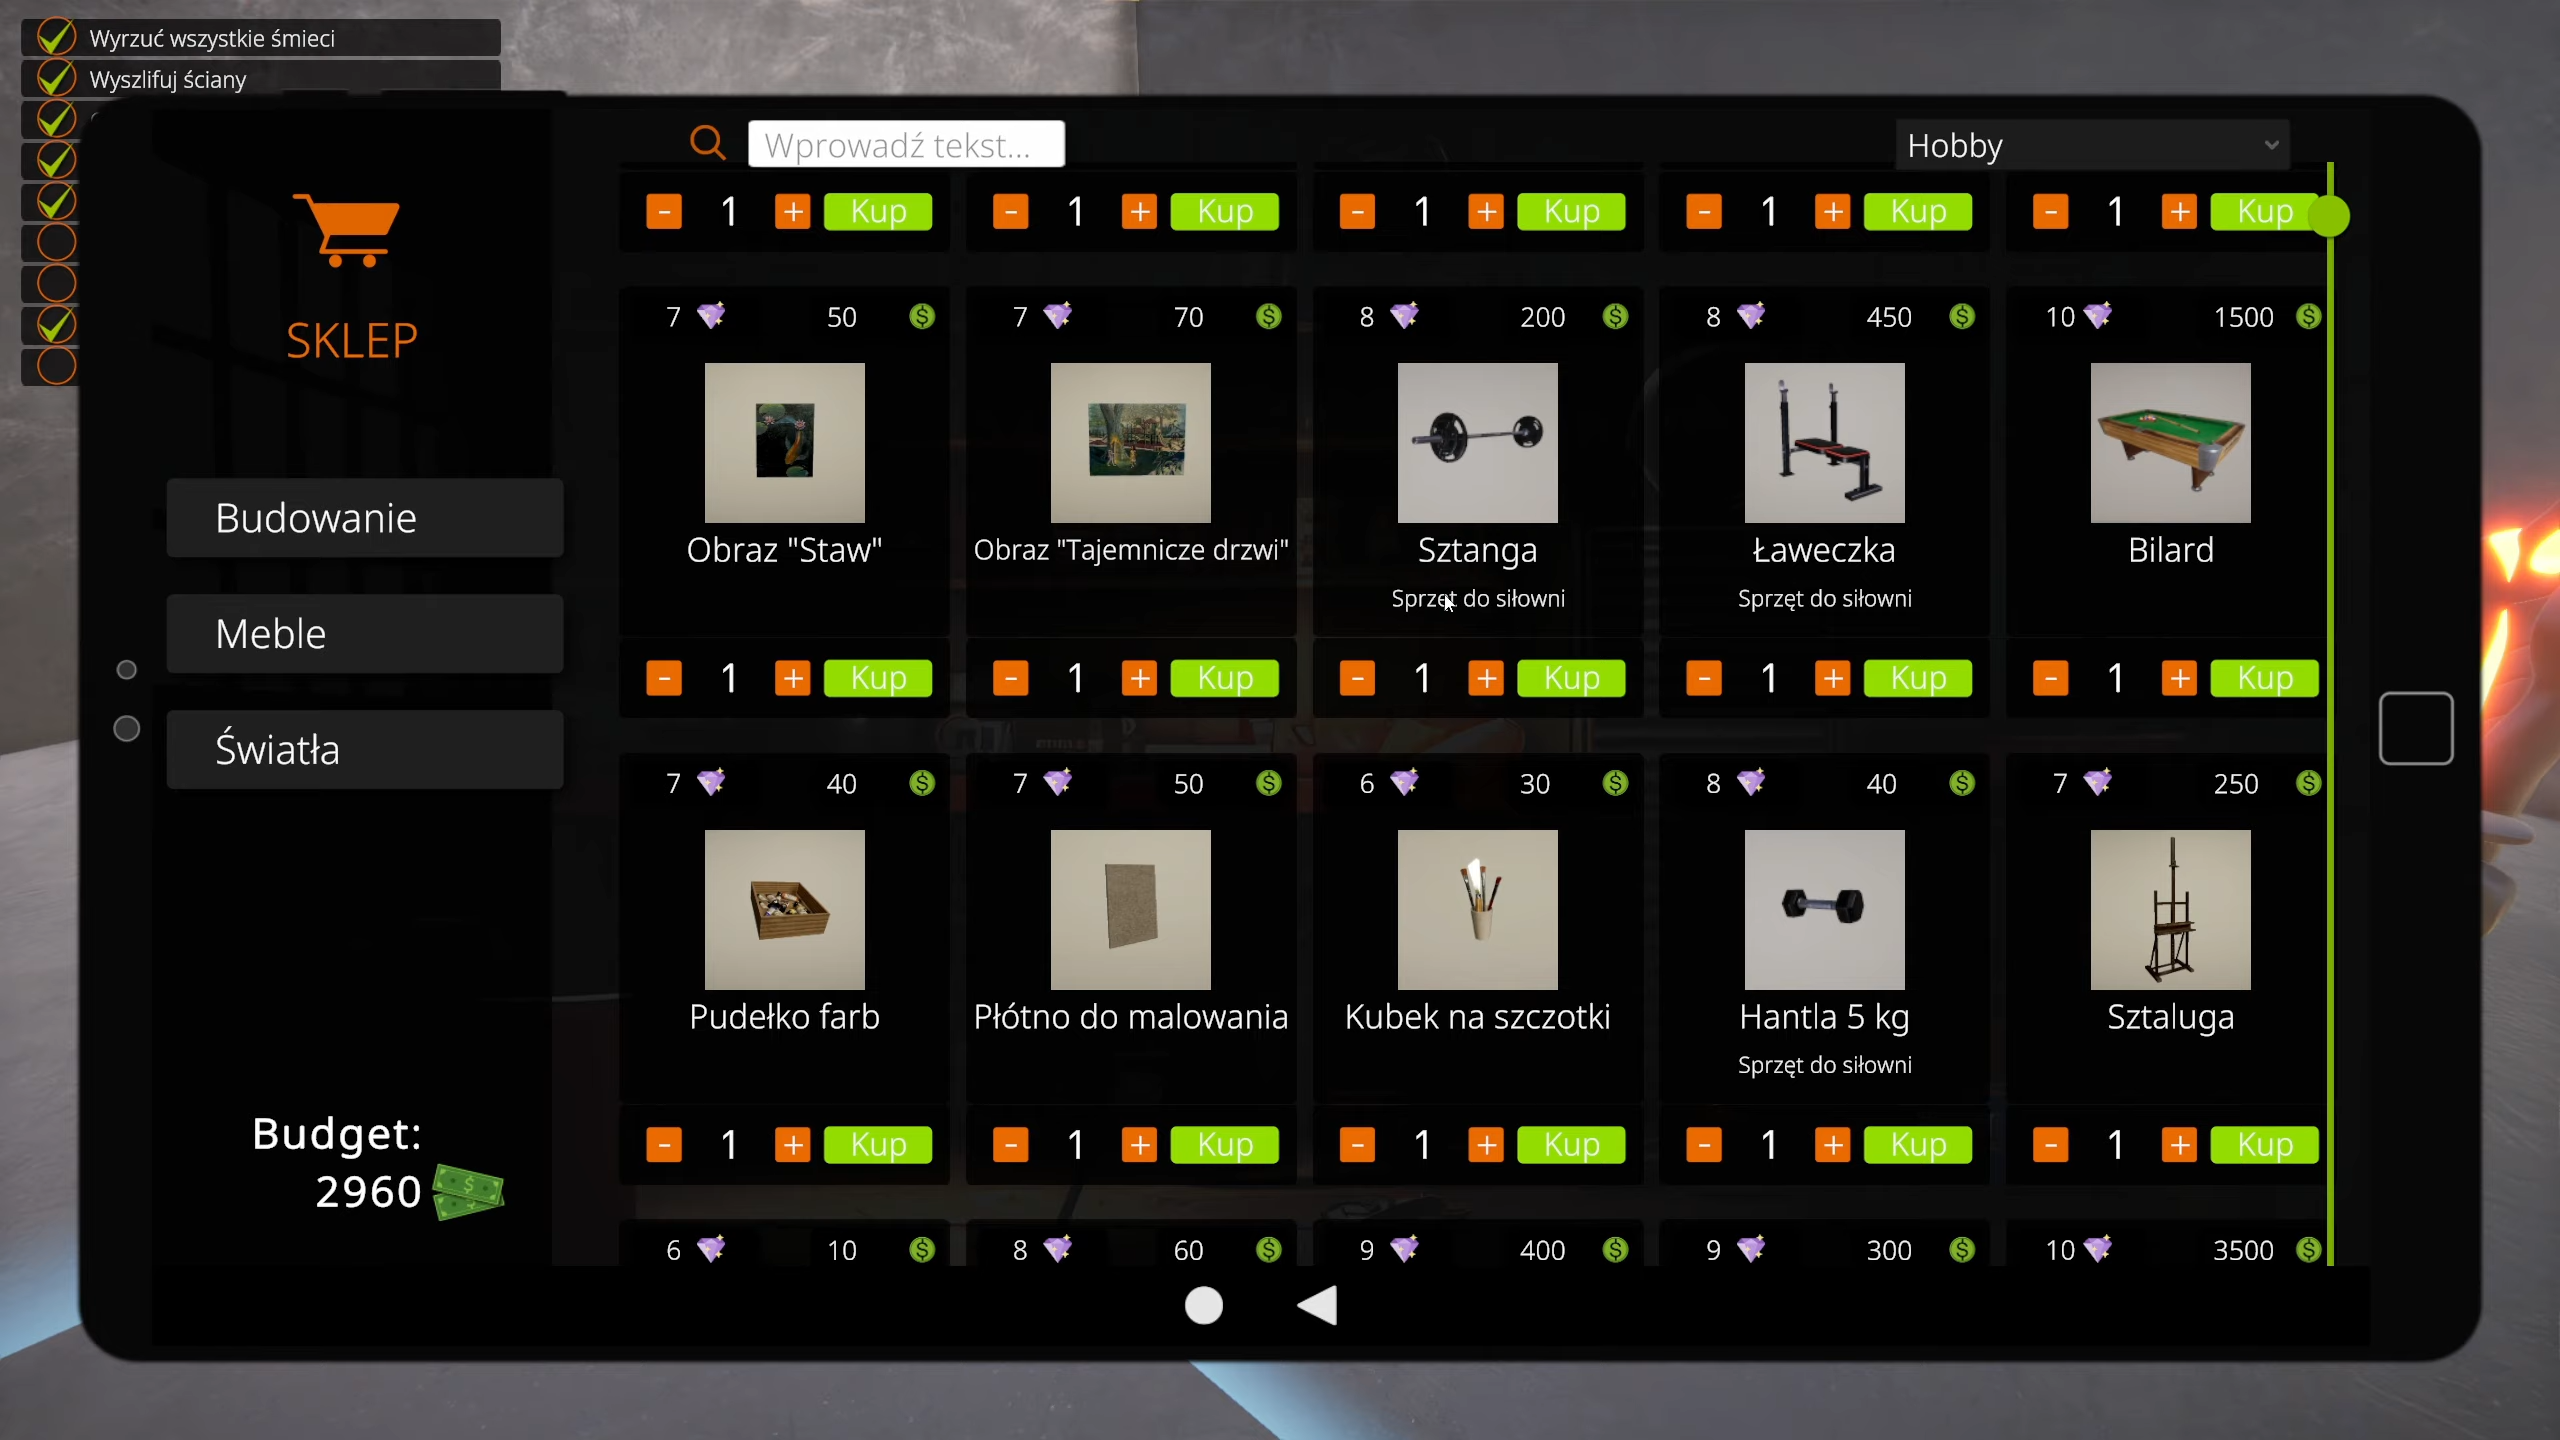 Wyrzuć wszystkie śmieci
Wyszlifuj ściany
Wprowadź tekst...
Hobby
SKLEP
Budowanie
Meble
Światła
Budget:
2960
- 1 + Kup - 1 + Kup - 1 + Kup - 1 + Kup - 1 + Kup
7 50 $ 7 70 $ 8 200 $ 8 450 $ 10 1500 $
Obraz "Staw" Obraz "Tajemnicze drzwi" Sztanga Ławeczka Bilard
Sprzęt do siłowni Sprzęt do siłowni
- 1 + Kup - 1 + Kup - 1 + Kup - 1 + Kup - 1 + Kup
7 40 $ 7 50 $ 6 30 $ 8 40 $ 7 250 $
Pudełko farb Płótno do malowania Kubek na szczotki Hantla 5 kg Sztaluga
Sprzęt do siłowni
- 1 + Kup - 1 + Kup - 1 + Kup - 1 + Kup - 1 + Kup
6 10 $ 8 60 $ 9 400 $ 9 300 $ 10 3500 $